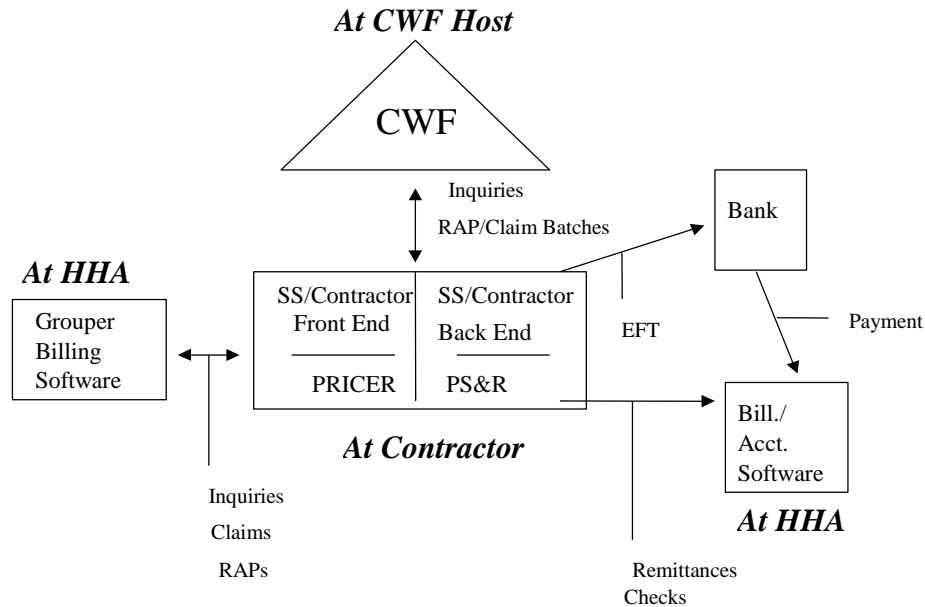 At CWF Host
CWF
Inquiries
RAP/Claim Batches
Bank
At HHA
Grouper
Billing
Software
SS/Contractor
Front End
PRICER
SS/Contractor
Back End
PS&R
EFT
Payment
At Contractor
Bill./
Acct.
Software
At HHA
Inquiries
Claims
RAPs
Remittances
Checks